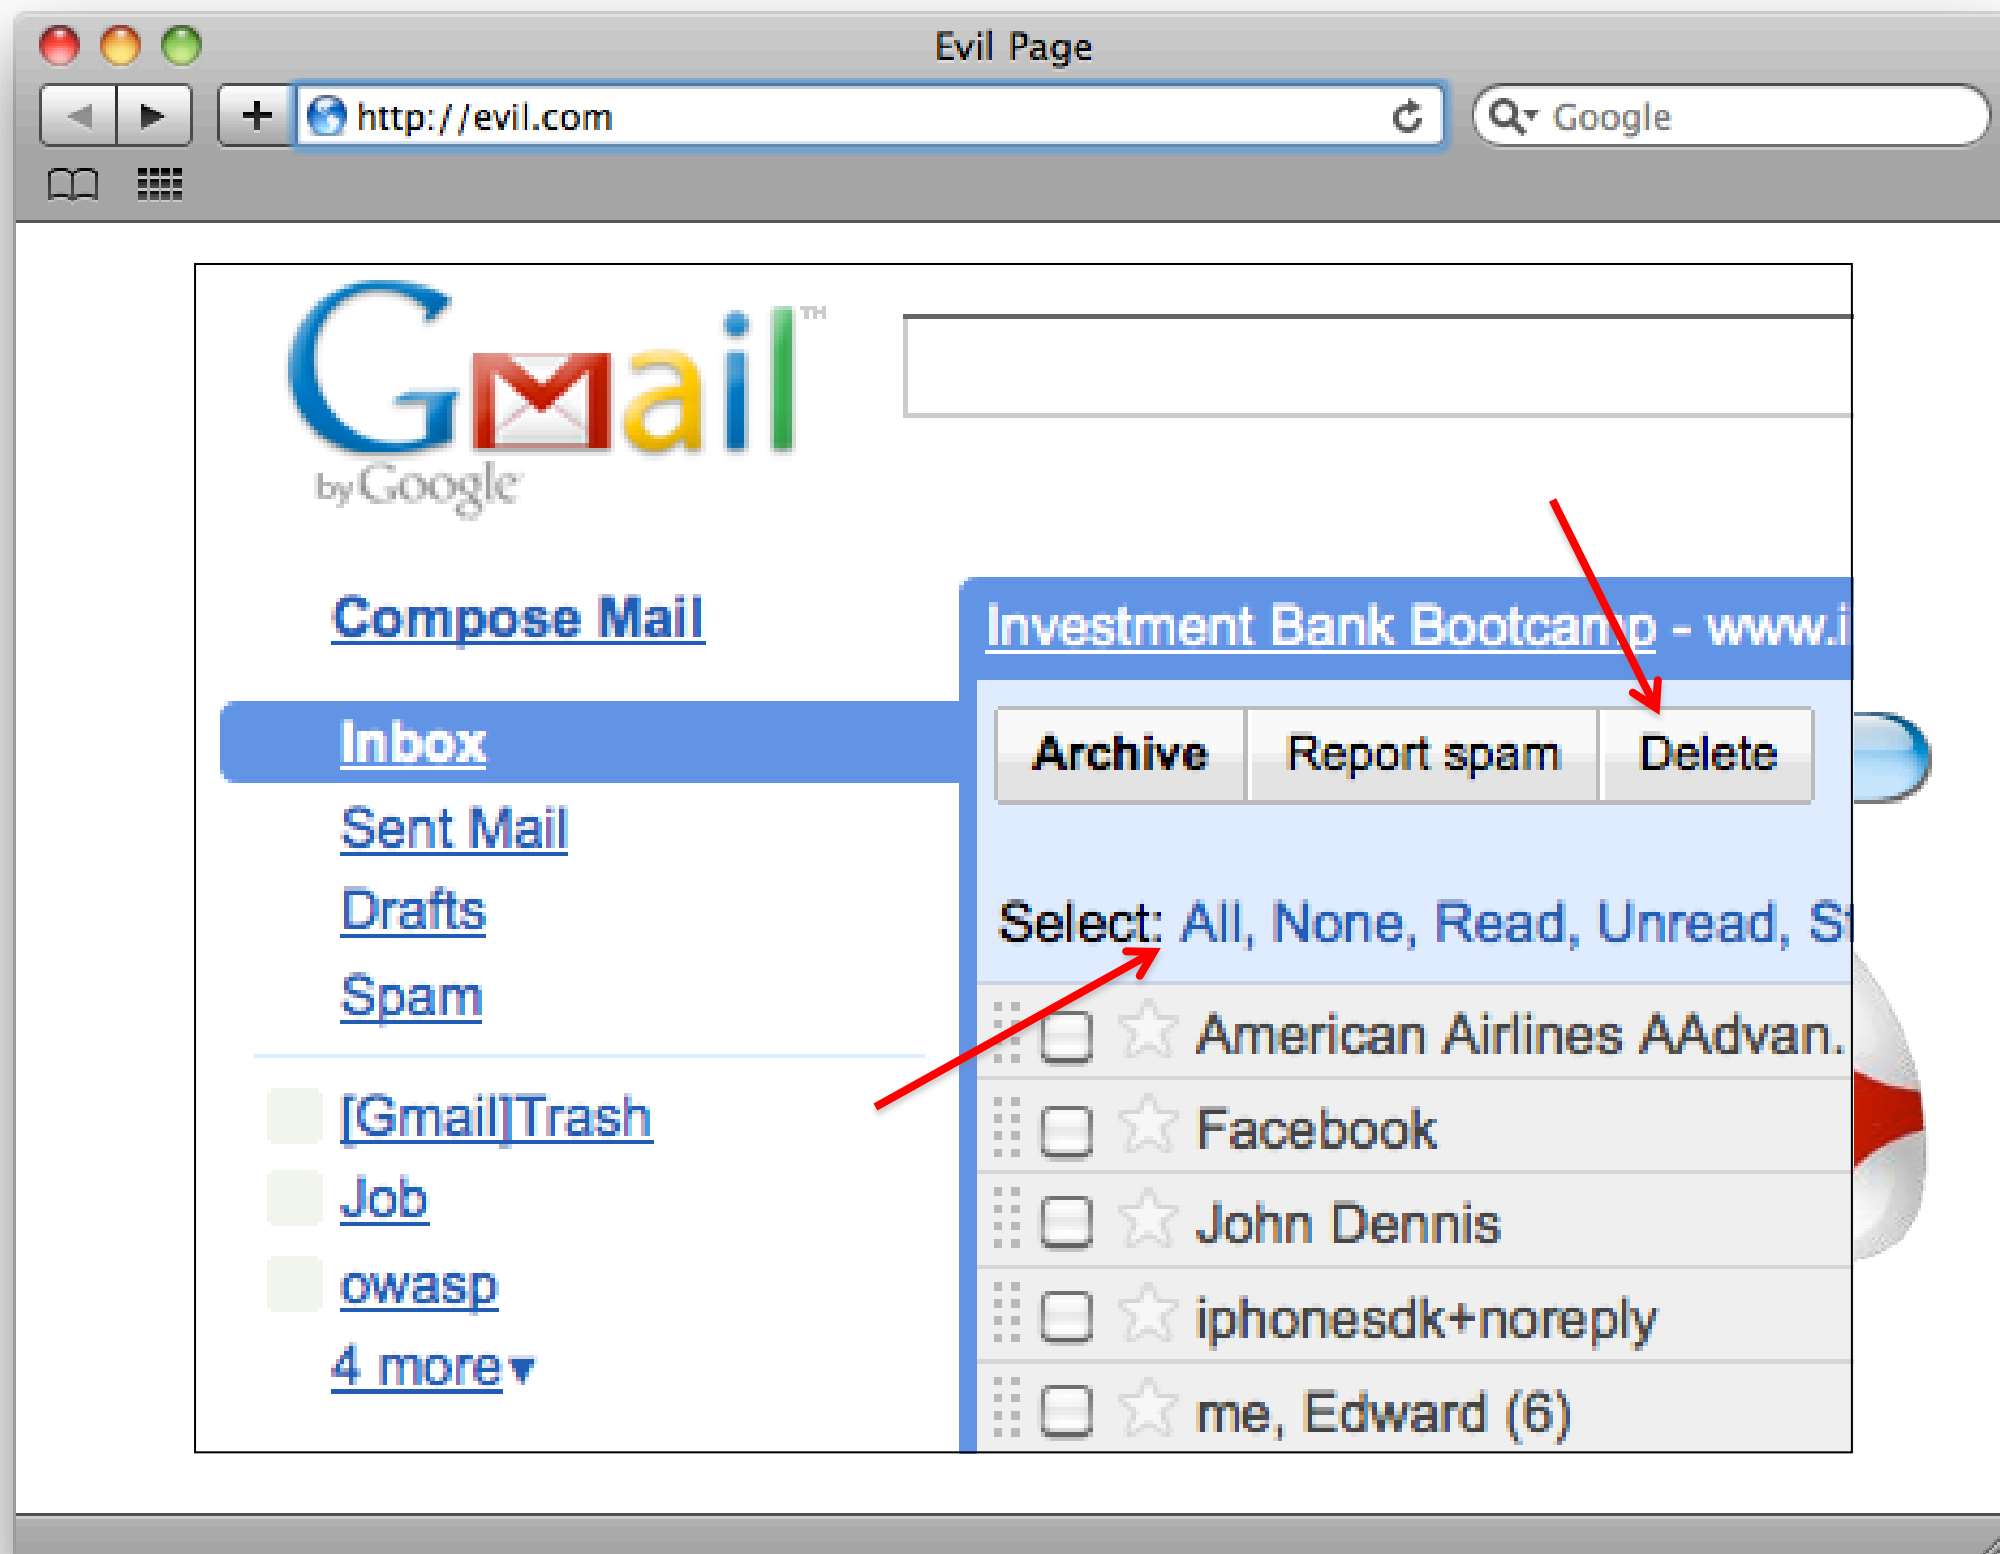 Evil Page
http://evil.com
Google
Gmail™
by Google
Compose Mail
Investment Bank Bootcamp - www.i
Inbox
Archive Report spam Delete
Sent Mail
Drafts
Select: All, None, Read, Unread, St
Spam
American Airlines AAdvan.
[Gmail]Trash
Facebook
Job
John Dennis
owasp
iphonesdk+noreply
4 more
me, Edward (6)